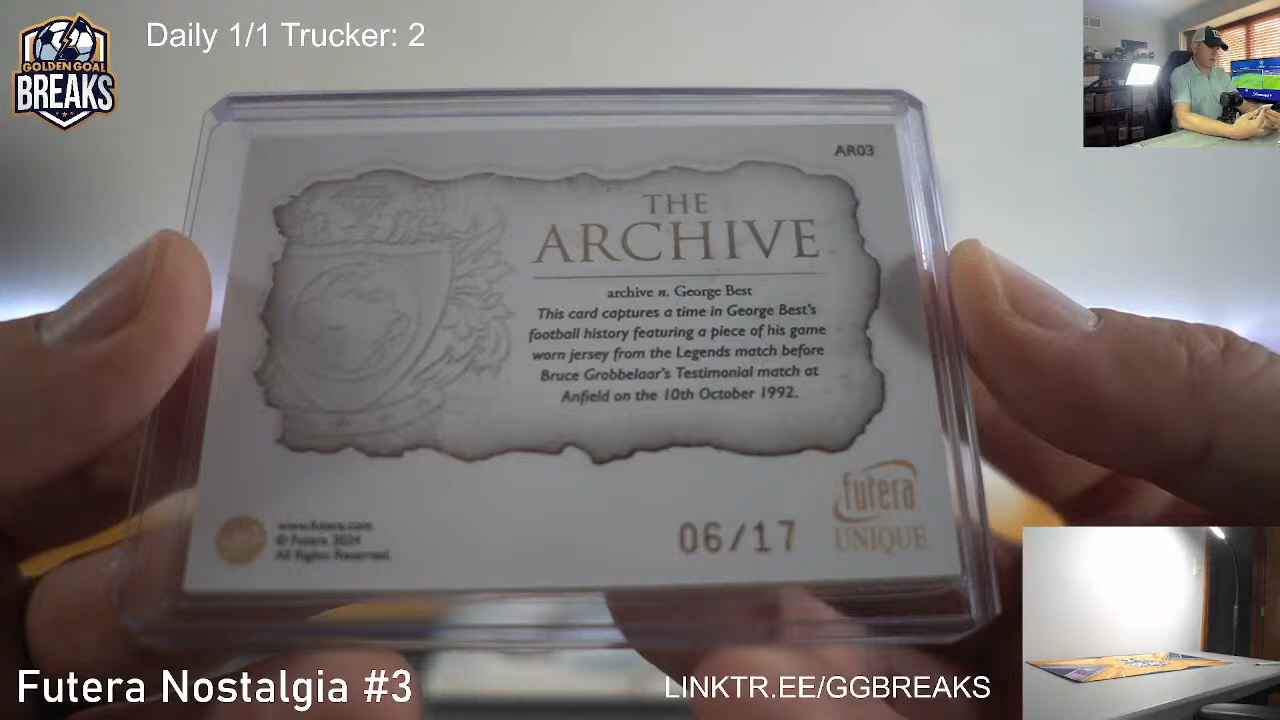 GOLDEN GOAL
BREAKS
Daily 1/1 Trucker: 2
AR03
THE
ARCHIVE
archive n. George Best
This card captures a time in George Best's
football history featuring a piece of his game
worn jersey from the Legends match before
Bruce Grobbelaar's Testimonial match at
Anfield on the 10th October 1992.
www.futera.com
© Futera 2024
All Rights Reserved.
06/17
futera
UNIQUE
Futera Nostalgia #3
LINKTR.EE/GGBREAKS